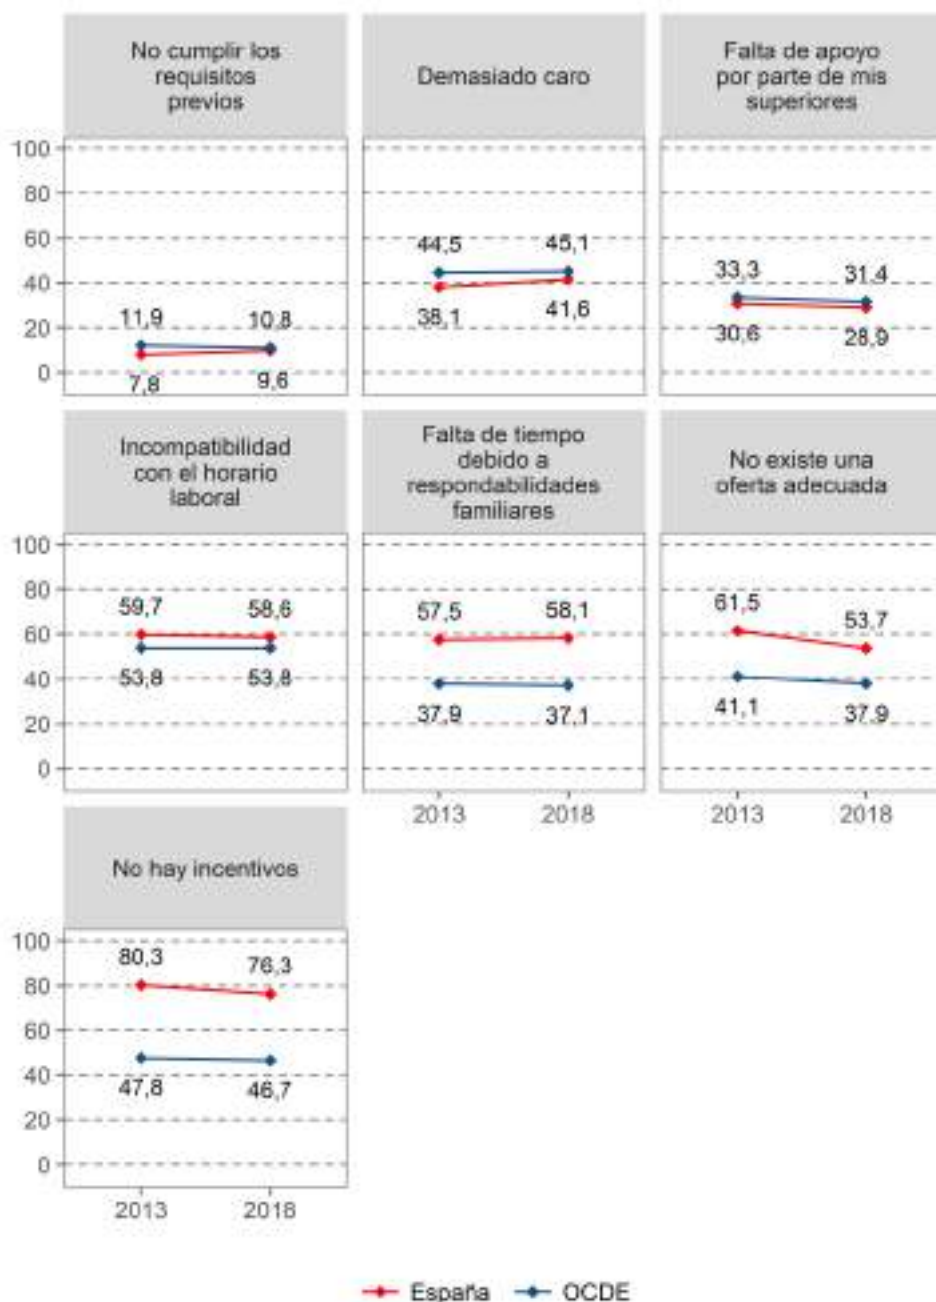 No cumplir los
requisitos
previos
Demasiado caro
Falta de apoyo
por parte de mis
superiores
100
80
60
40
20
0
11,9
10,8
7,8
9,6
44,5
45,1
38,1
41,6
33,3
31,4
30,6
28,9
Incompatibilidad
con el horario
laboral
Falta de tiempo
debido a
respondabilidades
familiares
No existe una
oferta adecuada
100
80
60
40
20
0
59,7
58,6
53,8
53,8
57,5
58,1
37,9
37,1
61,5
53,7
41,1
37,9
2013
2018
2013
2018
No hay incentivos
100
80
60
40
20
0
80,3
76,3
47,8
46,7
2013
2018
España
OCDE